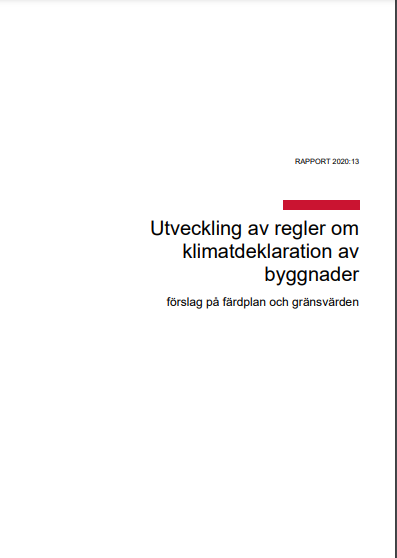 RAPPORT 2020:13
Utveckling av regler om
klimatdeklaration av
byggnader
förslag på färdplan och gränsvärden